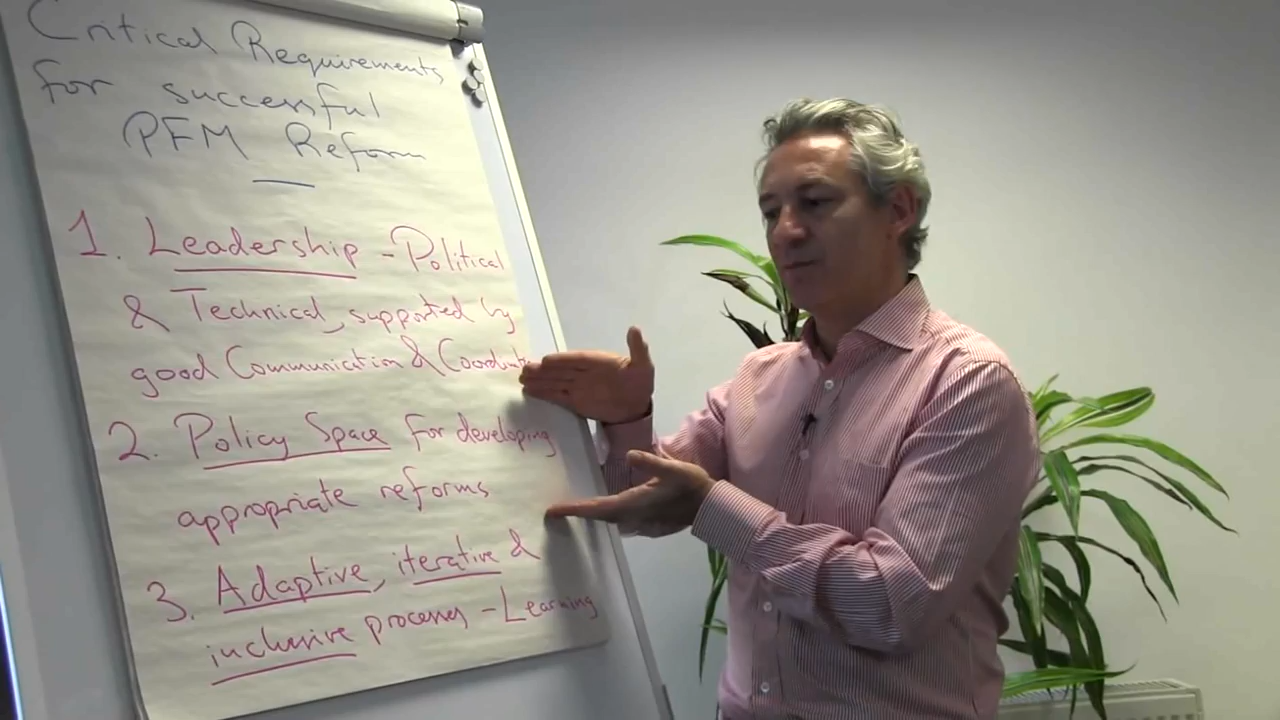 Critical Requirements
for successful
PFM Reform
1. Leadership - Political
& Technical, supported by
good Communication & Coordinat
2. Policy Space for developing
appropriate reforms
3. Adaptive, iterative &
inclusive processes - Learning